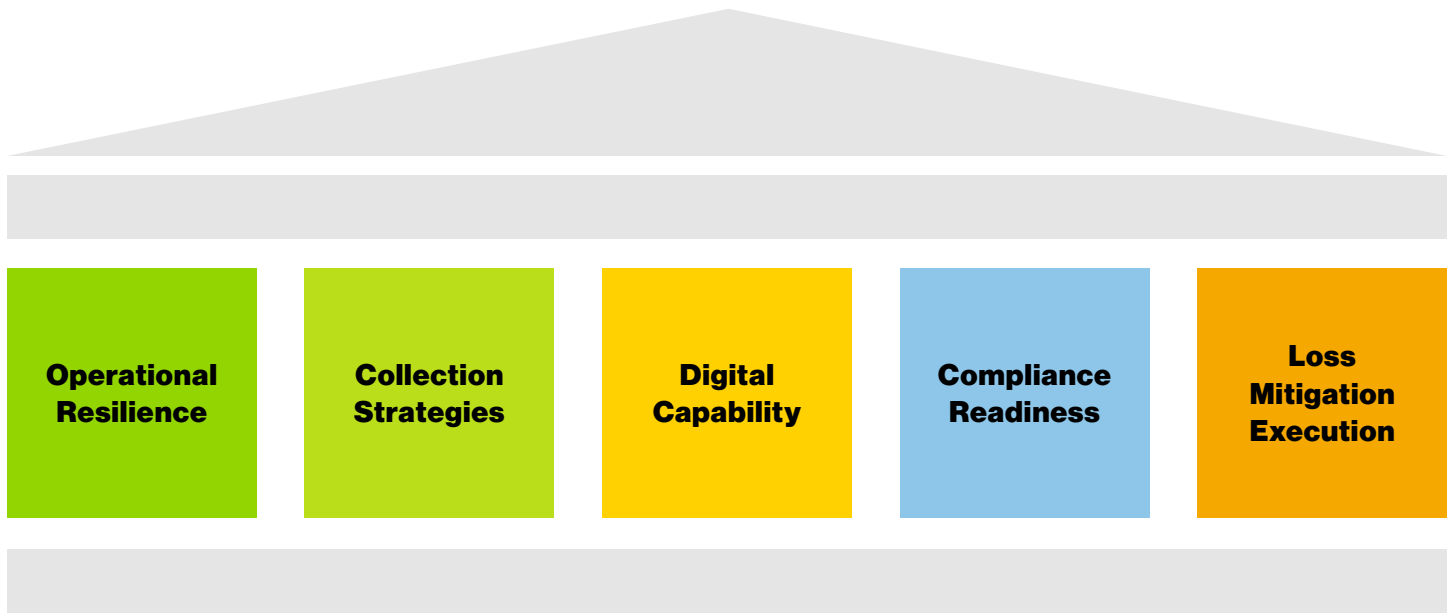 Operational
Resilience
Collection
Strategies
Digital
Capability
Compliance
Readiness
Loss
Mitigation
Execution